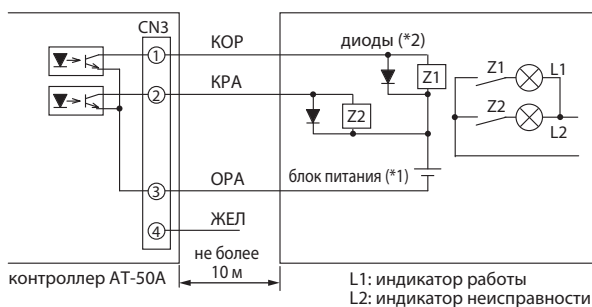 CN3
1
КОР
диоды (*2)
Z1
Z1
L1
2
КРА
Z2
Z2
L2
3
ОРА
блок питания (*1)
4
ЖЕЛ
не более
10 м
контроллер AT-50A
L1: индикатор работы
L2: индикатор неисправности